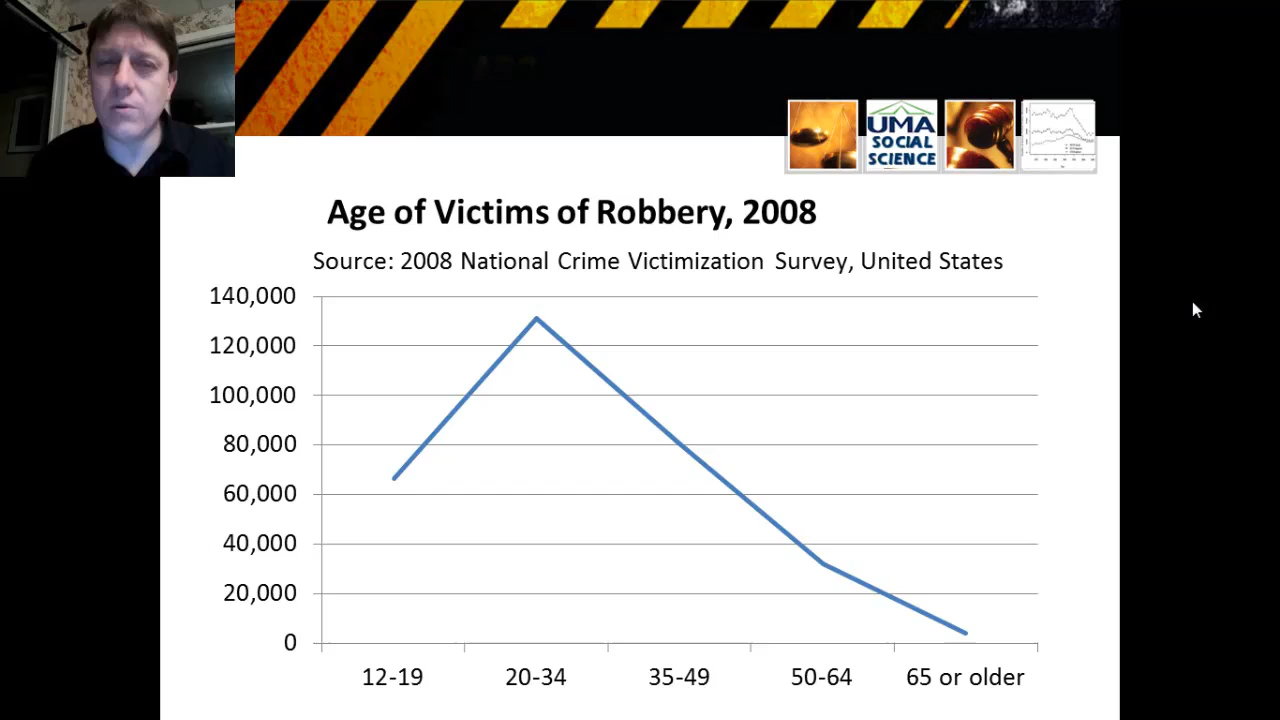 UMA
SOCIAL
SCIENCE
Age of Victims of Robbery, 2008
Source: 2008 National Crime Victimization Survey, United States
140,000
120,000
100,000
80,000
60,000
40,000
20,000
0
12-19 20-34 35-49 50-64 65 or older